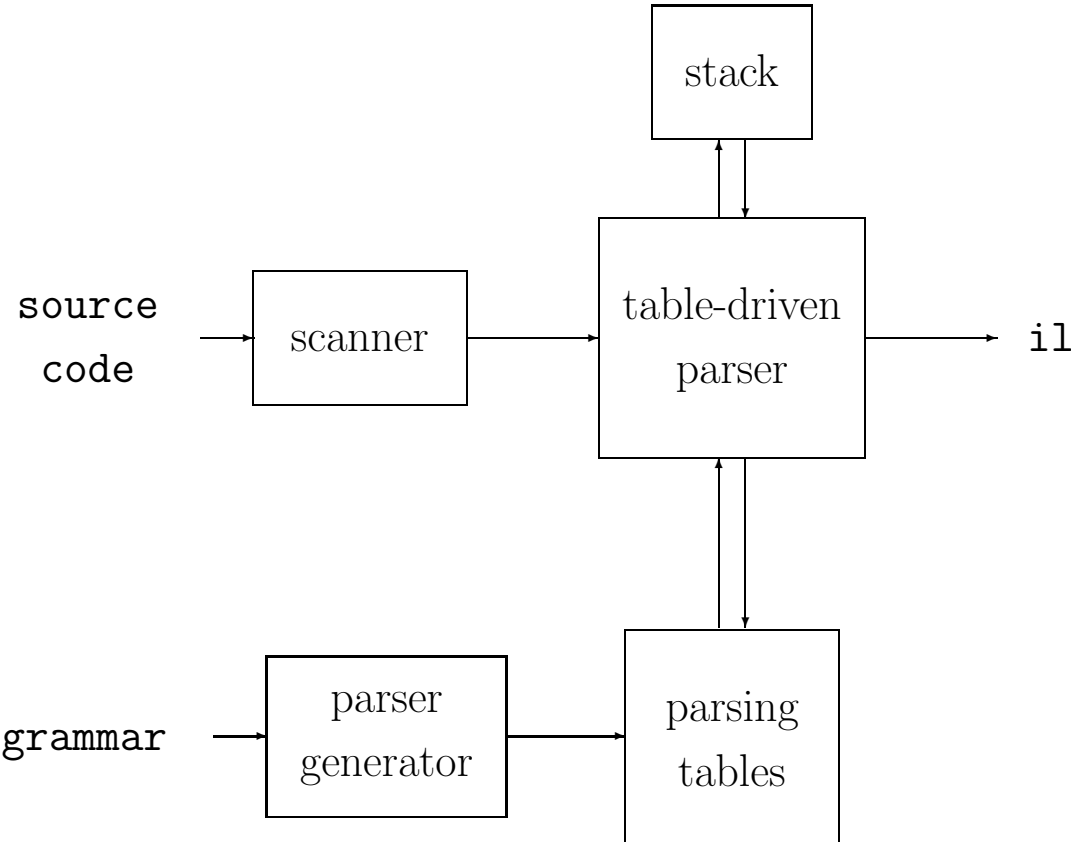 stack
source
code
scanner
table-driven
parser
il
grammar
parser
generator
parsing
tables